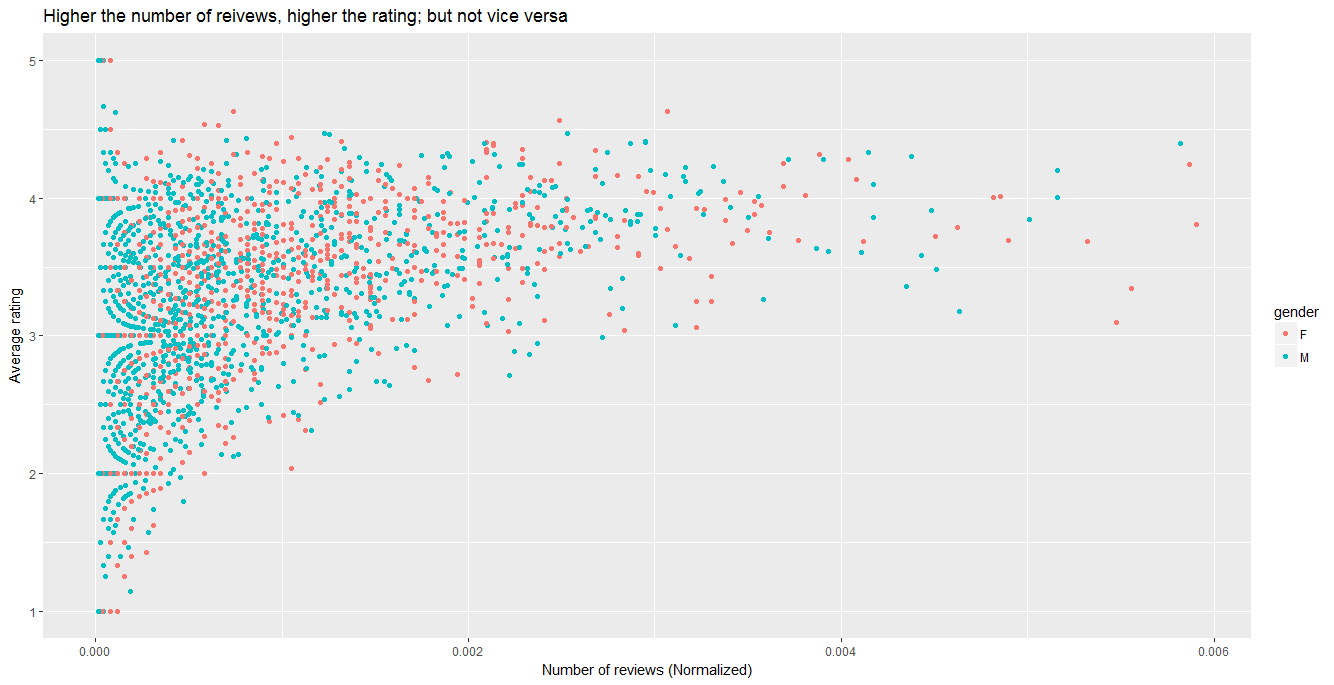 Higher the number of reivews, higher the rating; but not vice versa
5
4
3
2
1
Average rating
0.000
0.002
0.004
0.006
Number of reviews (Normalized)
gender
F
M